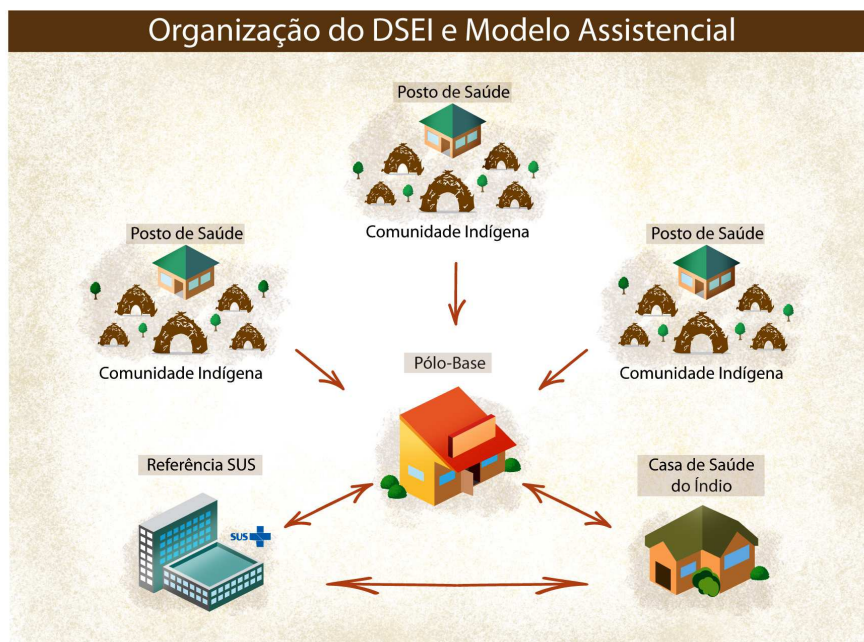 Organização do DSEI e Modelo Assistencial
Posto de Saúde
Comunidade Indígena
Posto de Saúde
Comunidade Indígena
Posto de Saúde
Comunidade Indígena
Pólo-Base
Referência SUS
SUS
Casa de Saúde
do Índio